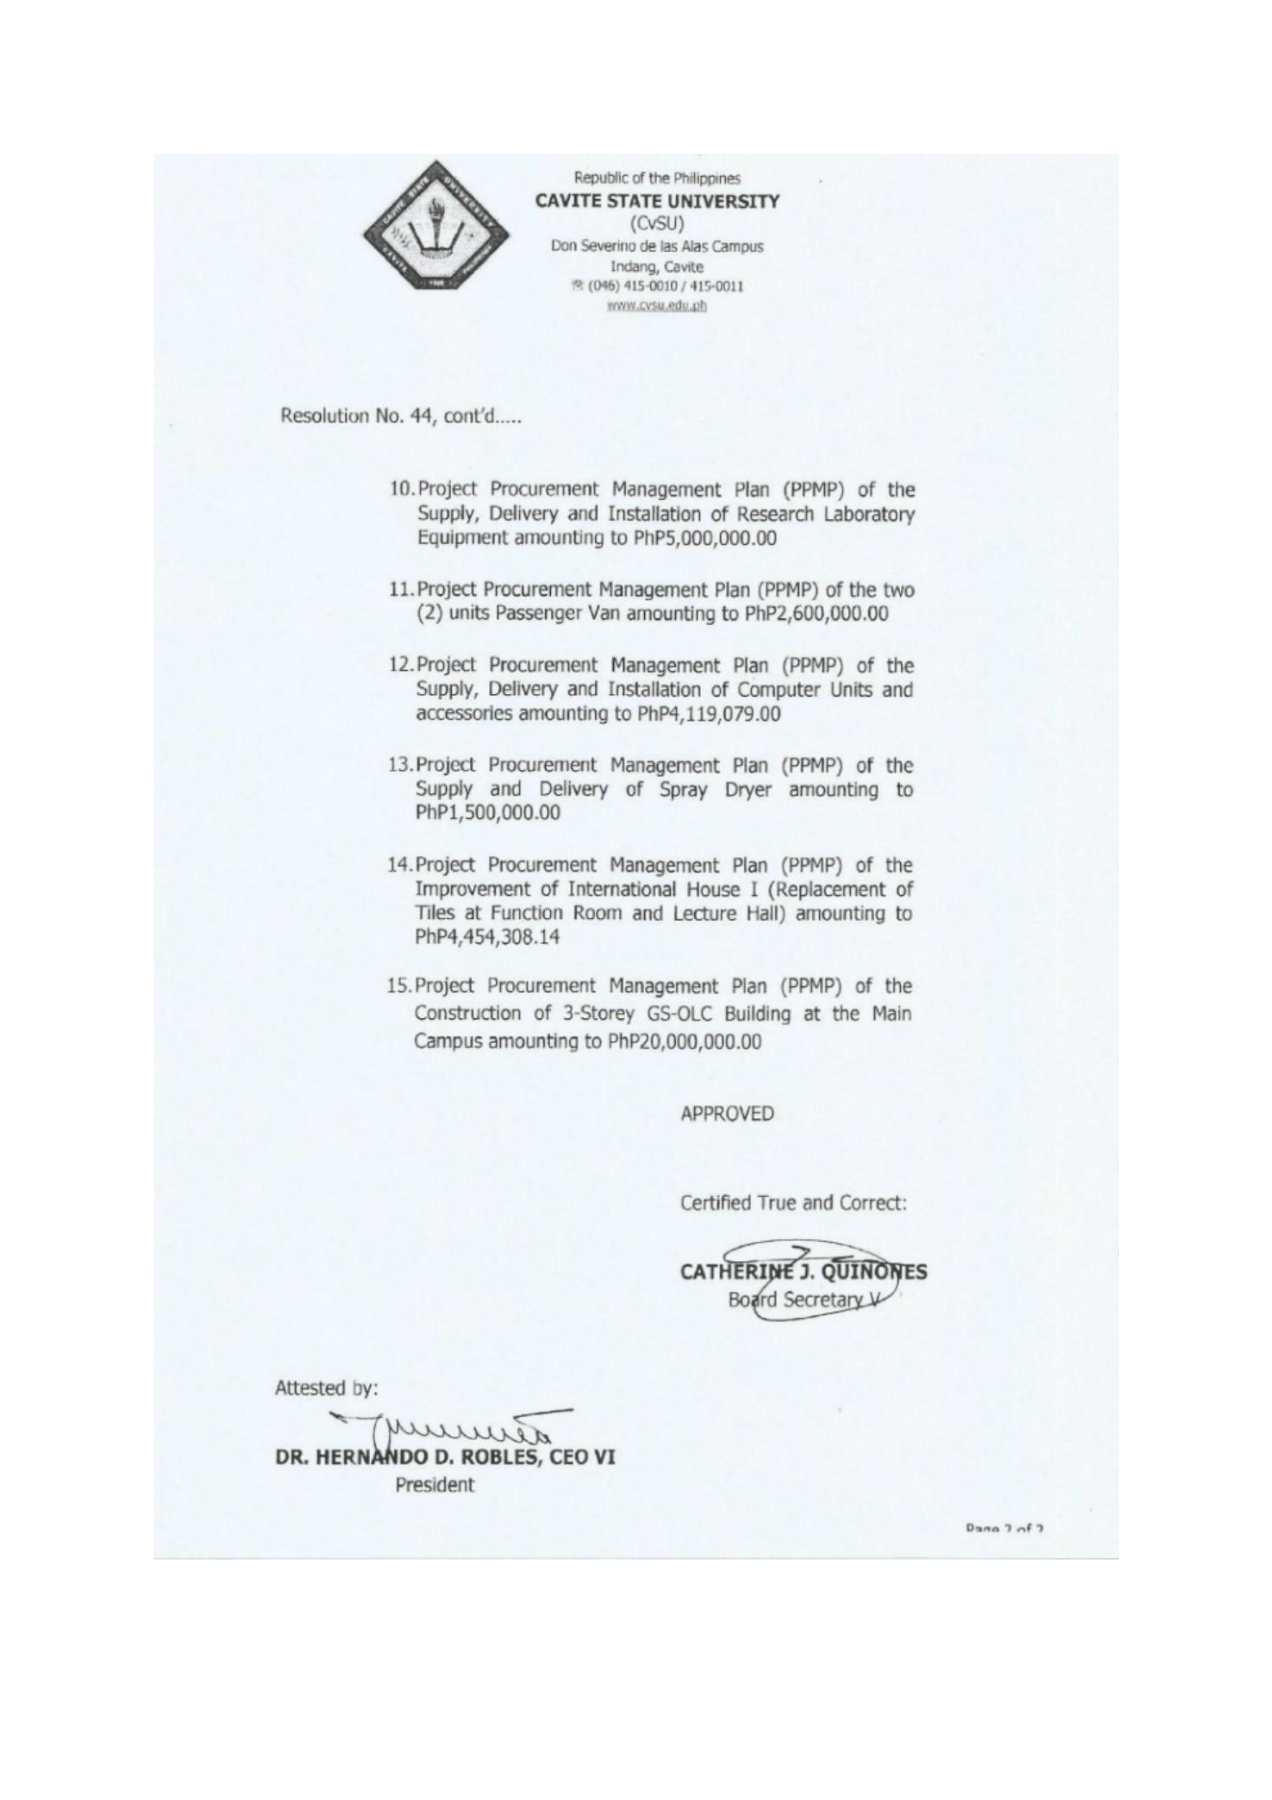 Republic of the Philippines
CAVITE STATE UNIVERSITY
(CvSU)
Don Severino de las Alas Campus
Indang, Cavite
☏ (046) 415-0010 / 415-0011
www.cvsu.edu.ph
CAVITE STATE UNIVERSITY
CAVITE
Resolution No. 44, cont'd.....
10. Project Procurement Management Plan (PPMP) of the
Supply, Delivery and Installation of Research Laboratory
Equipment amounting to PhP5,000,000.00
11. Project Procurement Management Plan (PPMP) of the two
(2) units Passenger Van amounting to PhP2,600,000.00
12. Project Procurement Management Plan (PPMP) of the
Supply, Delivery and Installation of Computer Units and
accessories amounting to PhP4,119,079.00
13. Project Procurement Management Plan (PPMP) of the
Supply and Delivery of Spray Dryer amounting to
PhP1,500,000.00
14. Project Procurement Management Plan (PPMP) of the
Improvement of International House I (Replacement of
Tiles at Function Room and Lecture Hall) amounting to
PhP4,454,308.14
15. Project Procurement Management Plan (PPMP) of the
Construction of 3-Storey GS-OLC Building at the Main
Campus amounting to PhP20,000,000.00
APPROVED
Certified True and Correct:
CATHERINE J. QUINONES
Board Secretary V
Attested by:
DR. HERNANDO D. ROBLES, CEO VI
President
Page 2 of 2